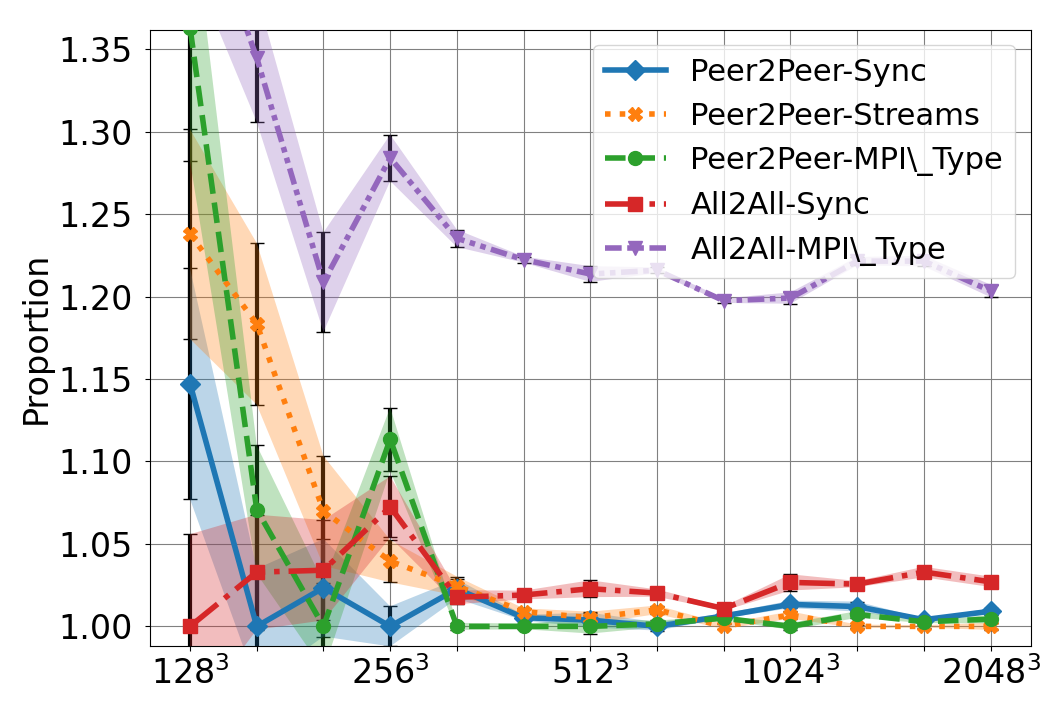 Proportion
1.35
1.30
1.25
1.20
1.15
1.10
1.05
1.00
Peer2Peer-Sync
Peer2Peer-Streams
Peer2Peer-MPI\_Type
All2All-Sync
All2All-MPI\_Type
128³ 256³ 512³ 1024³ 2048³